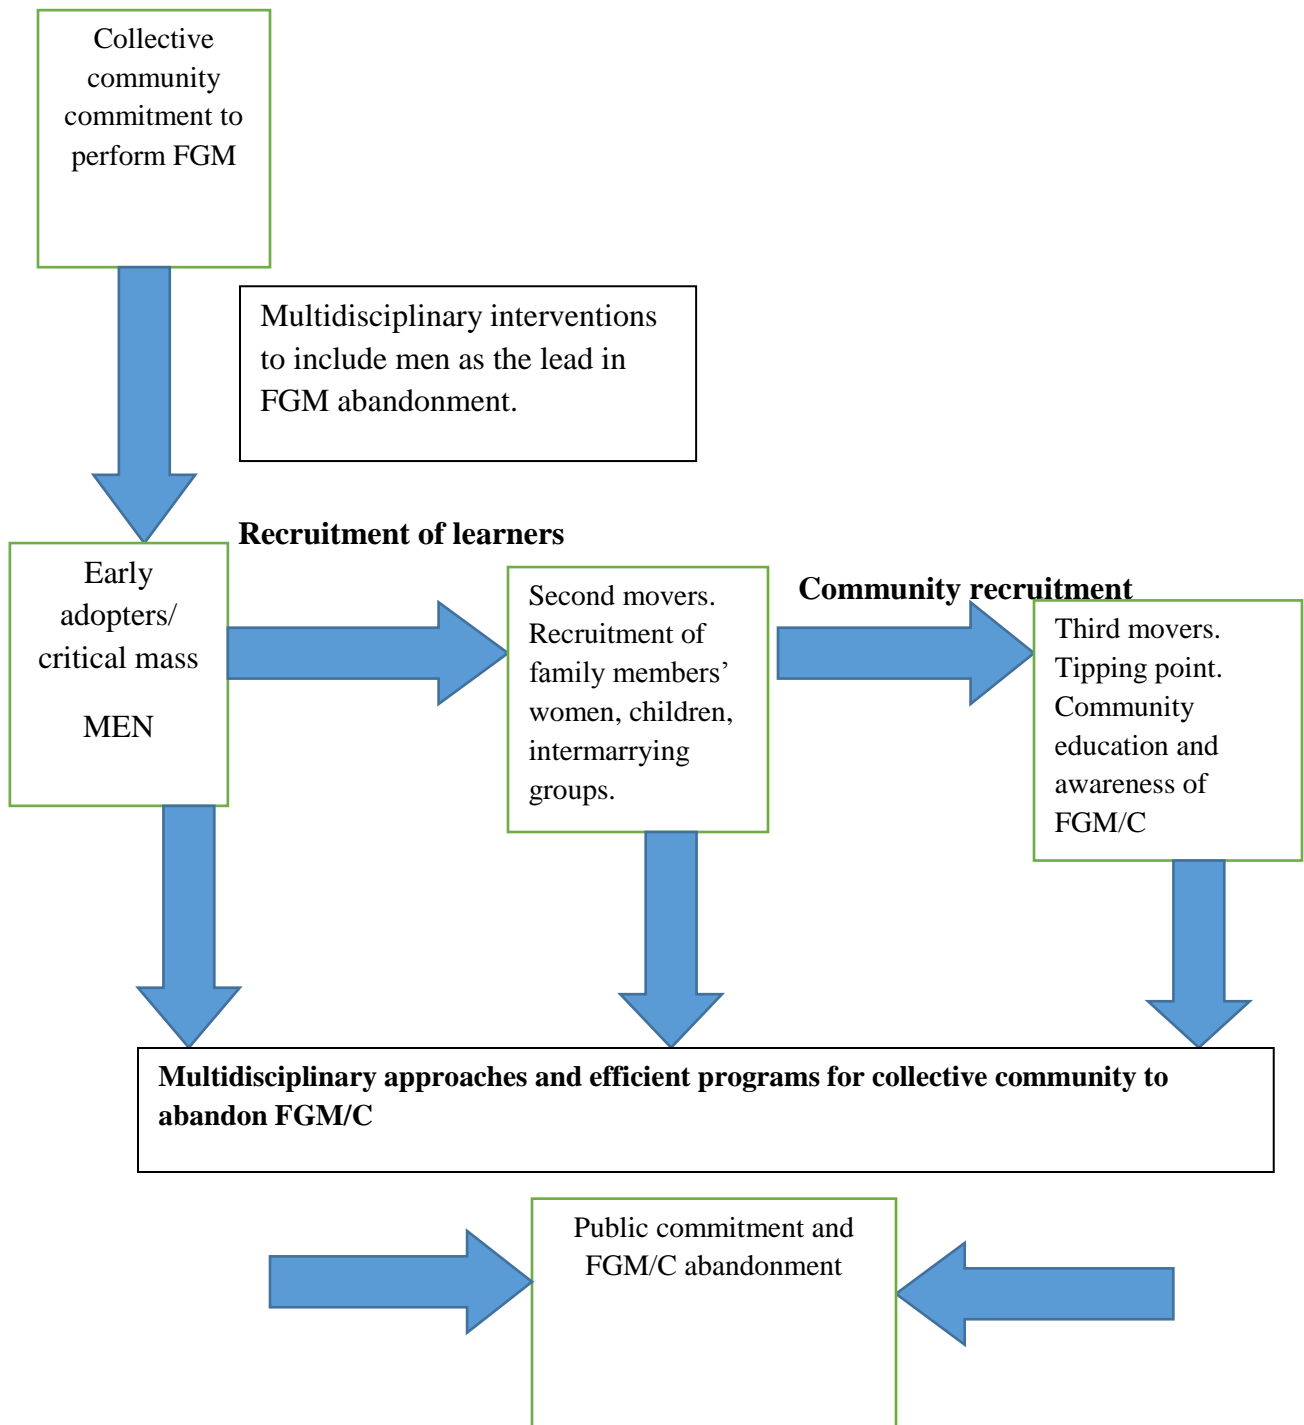 Collective
community
commitment to
perform FGM
Multidisciplinary interventions
to include men as the lead in
FGM abandonment.
Recruitment of learners
Early
adopters/
critical mass
MEN
Second movers.
Recruitment of
family members’
women, children,
intermarrying
groups.
Community recruitment
Third movers.
Tipping point.
Community
education and
awareness of
FGM/C
Multidisciplinary approaches and efficient programs for collective community to
abandon FGM/C
Public commitment and
FGM/C abandonment